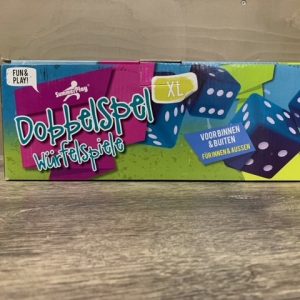 FUN &
PLAY!
SummerPlay
XL
Dobbelspel
Würfelspiele
VOOR BINNEN
& BUITEN
FÜR INNEN & AUSSEN